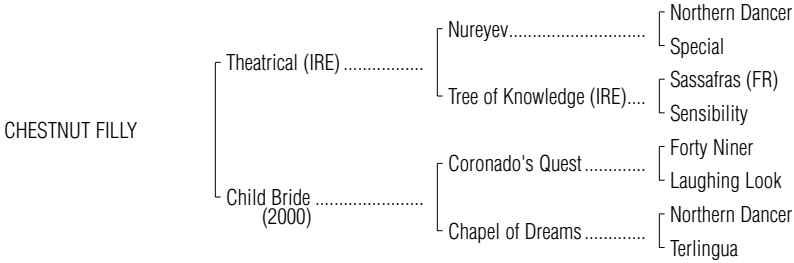 Northern Dancer
Nureyev.............................
Special
Theatrical (IRE) .................
Sassafras (FR)
Tree of Knowledge (IRE)....
Sensibility
CHESTNUT FILLY
Forty Niner
Coronado's Quest.............
Laughing Look
Child Bride .......................
(2000)
Northern Dancer
Chapel of Dreams.............
Terlingua